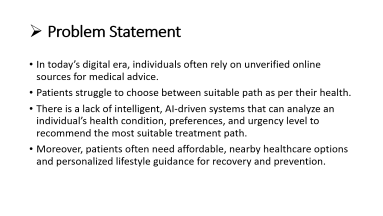 ➢ Problem Statement
• In today's digital era, individuals often rely on unverified online
sources for medical advice.
• Patients struggle to choose between suitable path as per their health.
• There is a lack of intelligent, AI-driven systems that can analyze an
individual's health condition, preferences, and urgency level to
recommend the most suitable treatment path.
• Moreover, patients often need affordable, nearby healthcare options
and personalized lifestyle guidance for recovery and prevention.